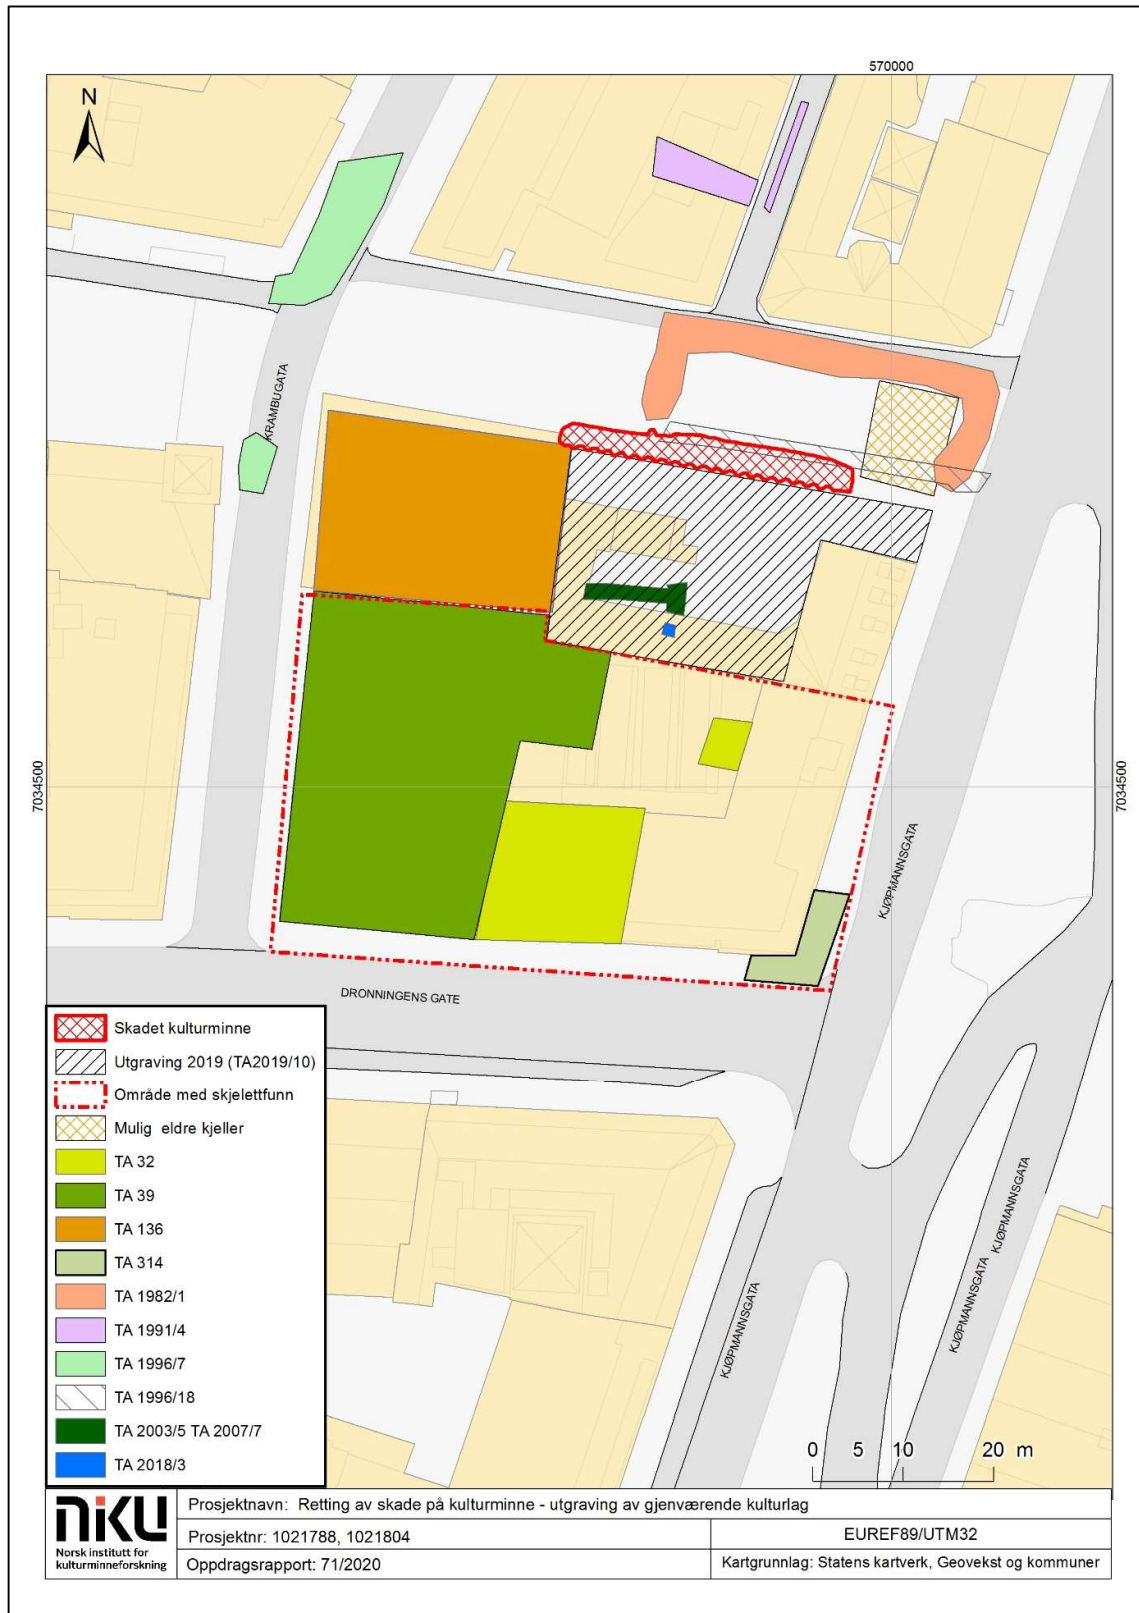 570000
N
KRAMBUGATA
7034500
7034500
KJØPMANNSGATA
DRONNINGENS GATE
Skadet kulturminne
Utgraving 2019 (TA2019/10)
Område med skjelettfunn
Mulig eldre kjeller
TA 32
TA 39
TA 136
TA 314
TA 1982/1
TA 1991/4
TA 1996/7
TA 1996/18
TA 2003/5 TA 2007/7
TA 2018/3
KJØPMANNSGATA
KJØPMANNSGATA
KJØPMANNSGATA
0 5 10 20 m
NIKU
Norsk institutt for
kulturminneforskning
Prosjektnavn: Retting av skade på kulturminne - utgraving av gjenværende kulturlag
Prosjektnr: 1021788, 1021804
EUREF89/UTM32
Oppdragsrapport: 71/2020
Kartgrunnlag: Statens kartverk, Geovekst og kommuner